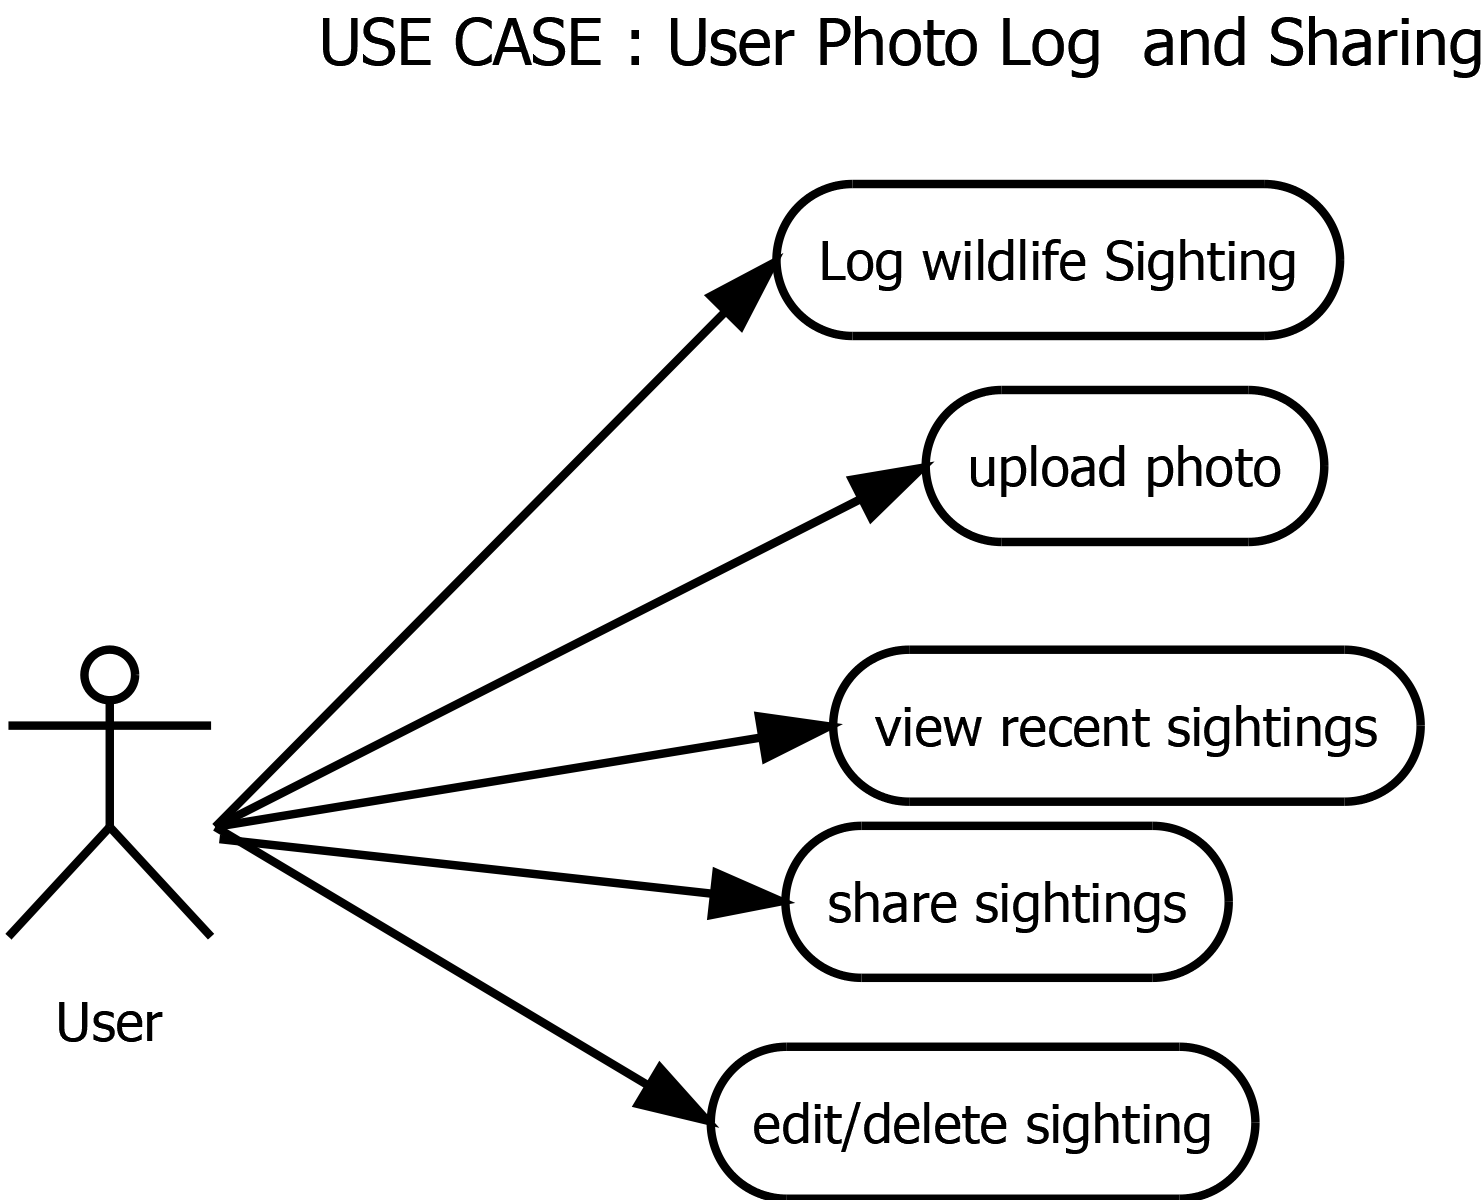 USE CASE : User Photo Log  and Sharing
Log wildlife Sighting
upload photo
view recent sightings
share sightings
User
edit/delete sighting